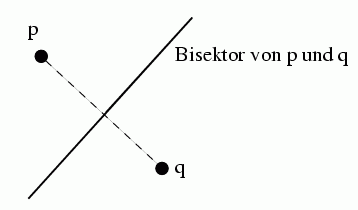 p
Bisektor von p und q
q